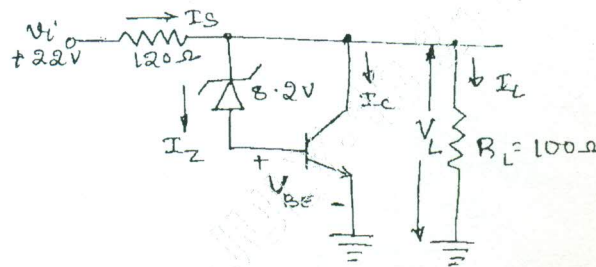 Vi
+22V
Is
120Ω
8.2V
Iz
Ic
+
VBE
-
VL
IL
RL = 100Ω